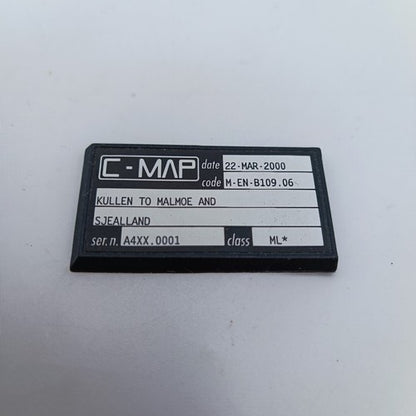 C-MAP date 22-MAR-2000
code M-EN-B109.06
KULLEN TO MALMOE AND
SJEALLAND
ser.n. A4XX.0001 class ML*